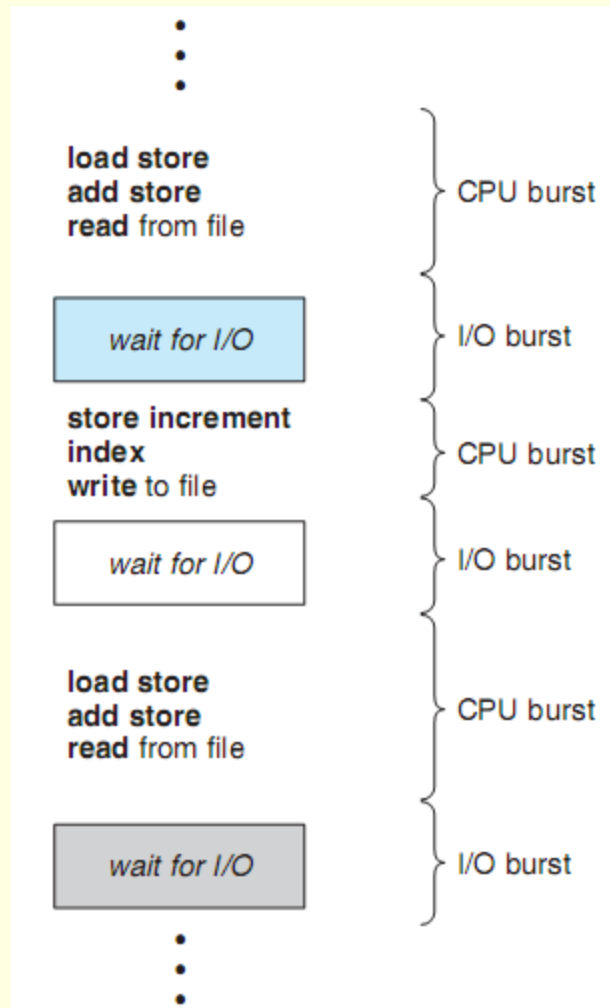 load store
add store
read from file
CPU burst
wait for I/O
I/O burst
store increment
index
write to file
CPU burst
wait for I/O
I/O burst
load store
add store
read from file
CPU burst
wait for I/O
I/O burst